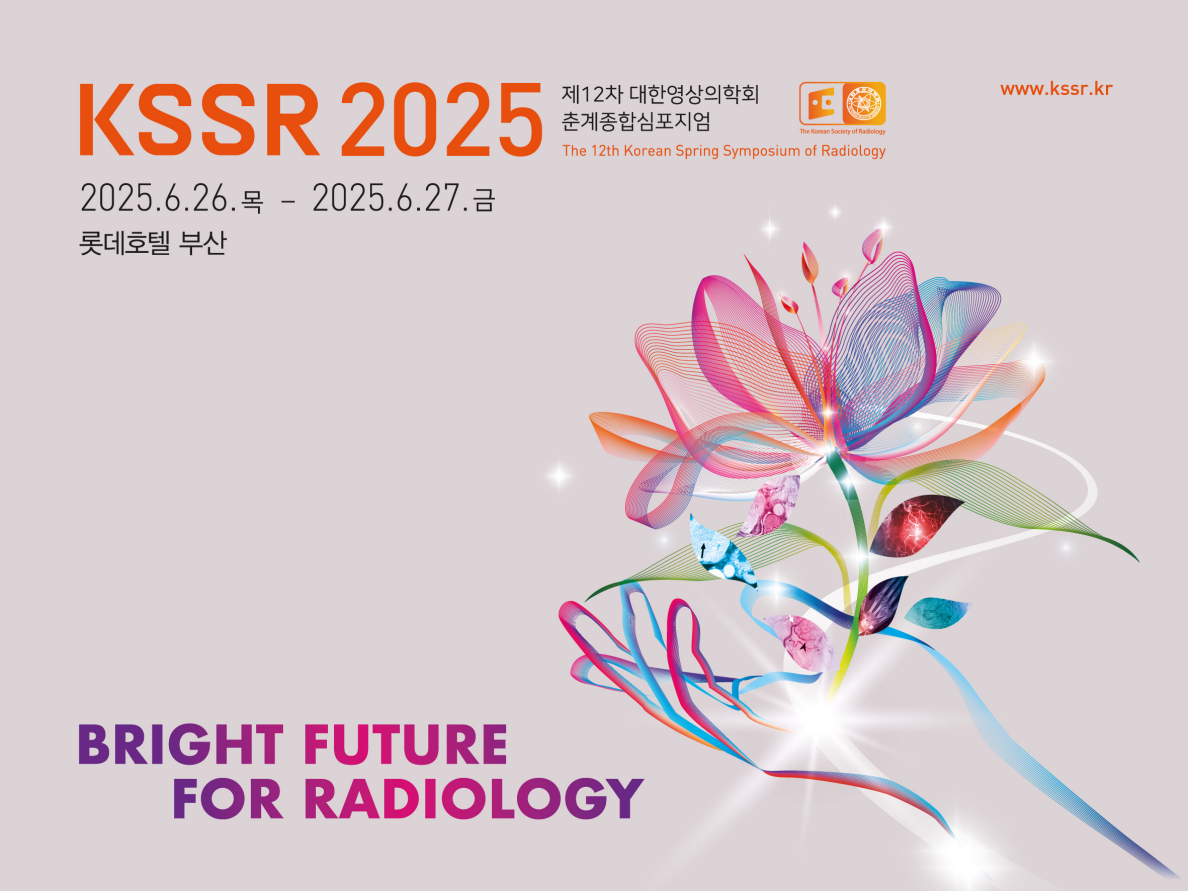 KSSR 2025
제12차 대한영상의학회
춘계종합심포지엄
The 12th Korean Spring Symposium of Radiology
The Korean Society of Radiology
www.kssr.kr
2025.6.26.목 – 2025.6.27.금
롯데호텔 부산
BRIGHT FUTURE
FOR RADIOLOGY